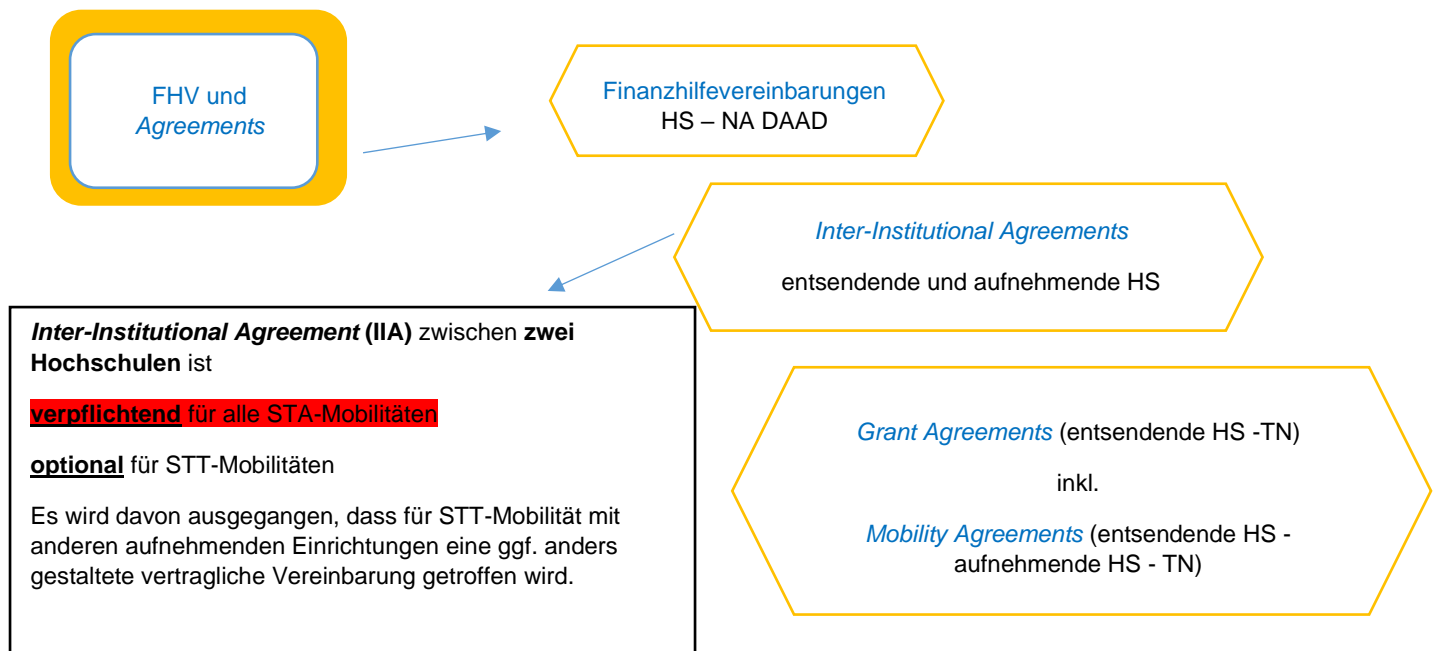 FHV und
Agreements
Finanzhilfevereinbarungen
HS – NA DAAD
Inter-Institutional Agreements
entsendende und aufnehmende HS
Inter-Institutional Agreement (IIA) zwischen zwei
Hochschulen ist
verpflichtend für alle STA-Mobilitäten
optional für STT-Mobilitäten
Es wird davon ausgegangen, dass für STT-Mobilität mit
anderen aufnehmenden Einrichtungen eine ggf. anders
gestaltete vertragliche Vereinbarung getroffen wird.
Grant Agreements (entsendende HS -TN)
inkl.
Mobility Agreements (entsendende HS -
aufnehmende HS - TN)